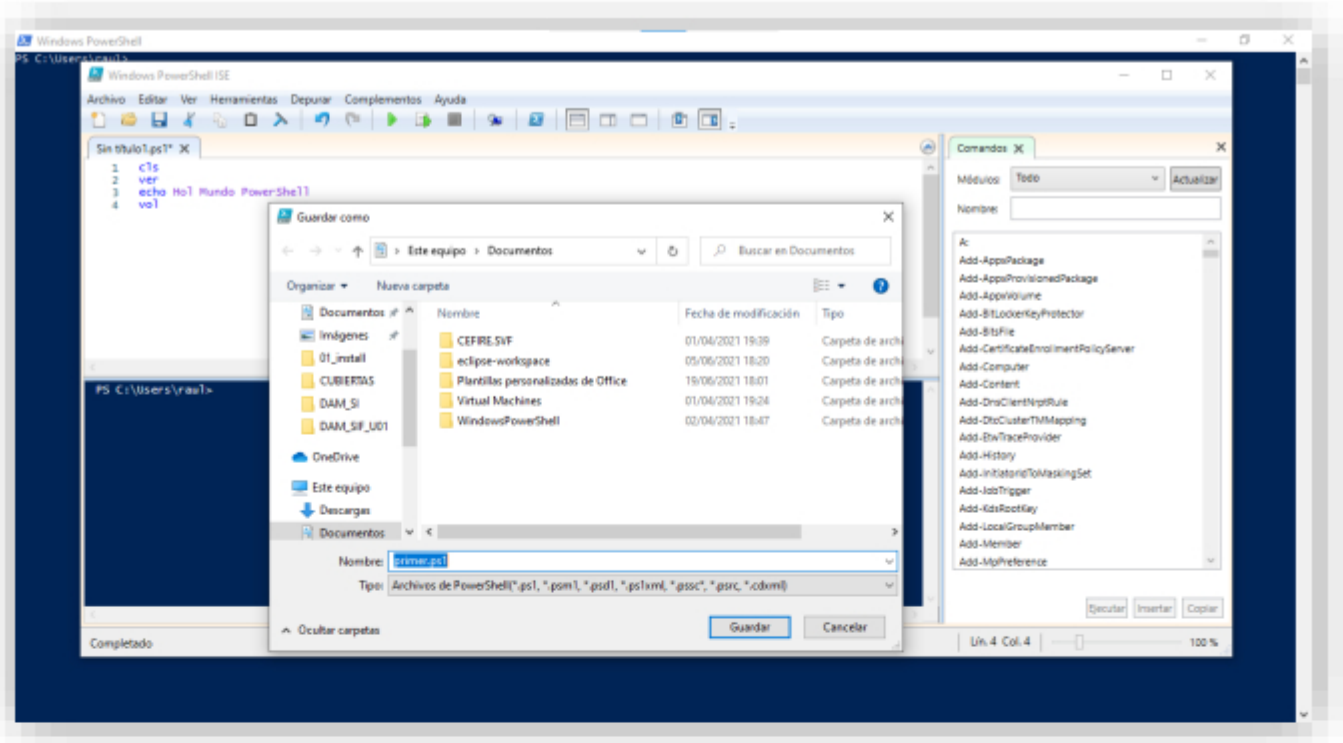 Windows PowerShell
PS C:\Users\raul>
Windows PowerShell ISE
Archivo Editar Ver Herramientas Depurar Complementos Ayuda
Sin título1.ps1* X
1 cls
2 ver
3 echo Hol Mundo PowerShell
4 vol
PS C:\Users\raul>
Completado
Guardar como
Este equipo > Documentos
Buscar en Documentos
Organizar
Nueva carpeta
Documentos
Imágenes
01_install
CUBIERTAS
DAM_SI
DAM_SIF_U01
OneDrive
Este equipo
Descargas
Documentos
Nombre Fecha de modificación Tipo
CEFIRE.SVF 01/04/2021 19:39 Carpeta de archi
eclipse-workspace 05/06/2021 18:20 Carpeta de archi
Plantillas personalizadas de Office 19/06/2021 18:01 Carpeta de archi
Virtual Machines 01/04/2021 19:24 Carpeta de archi
WindowsPowerShell 02/04/2021 18:47 Carpeta de archi
Nombre: primer.ps1
Tipo: Archivos de PowerShell(*.ps1, *.psm1, *.psd1, *.ps1xml, *.pssc*, *.psrc, *.cdxml)
Ocultar carpetas
Guardar Cancelar
Comandos X
Módulos: Todo Actualizar
Nombre:
A:
Add-AppxPackage
Add-AppxProvisionedPackage
Add-AppxVolume
Add-BitLockerKeyProtector
Add-BitsFile
Add-CertificateEnrollmentPolicyServer
Add-Computer
Add-Content
Add-DnsClientNrptRule
Add-DtcClusterTMMapping
Add-EtwTraceProvider
Add-History
Add-InitiatorIdToMaskingSet
Add-JobTrigger
Add-KdsRootKey
Add-LocalGroupMember
Add-Member
Add-MpPreference
Ejecutar Insertar Copiar
Lín. 4 Col. 4 100 %